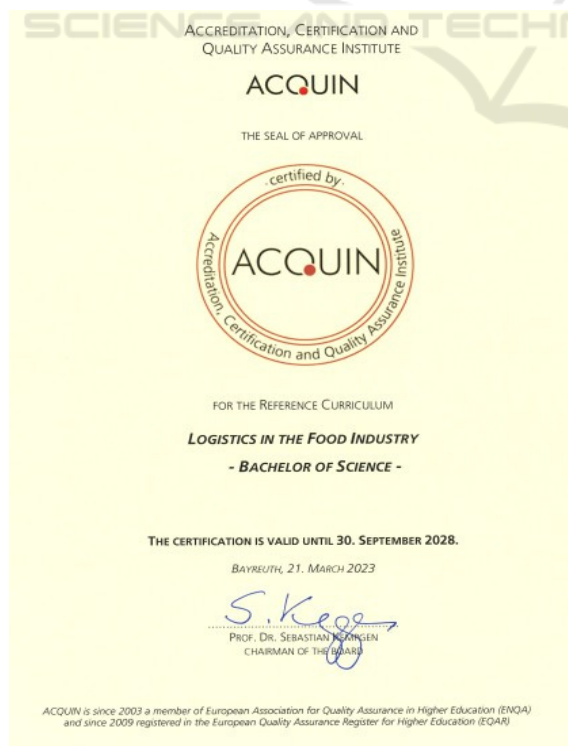 SCIENCE AND TECH
ACCREDITATION, CERTIFICATION AND
QUALITY ASSURANCE INSTITUTE
ACQUIN
THE SEAL OF APPROVAL
·certified by·
ACQUIN
Accreditation, Certification and Quality Assurance Institute
FOR THE REFERENCE CURRICULUM
LOGISTICS IN THE FOOD INDUSTRY
- BACHELOR OF SCIENCE -
THE CERTIFICATION IS VALID UNTIL 30. SEPTEMBER 2028.
BAYREUTH, 21. MARCH 2023
S. Kempgen
PROF. DR. SEBASTIAN KEMPGEN
CHAIRMAN OF THE BOARD
ACQUIN is since 2003 a member of European Association for Quality Assurance in Higher Education (ENQA)
and since 2009 registered in the European Quality Assurance Register for Higher Education (EQAR)